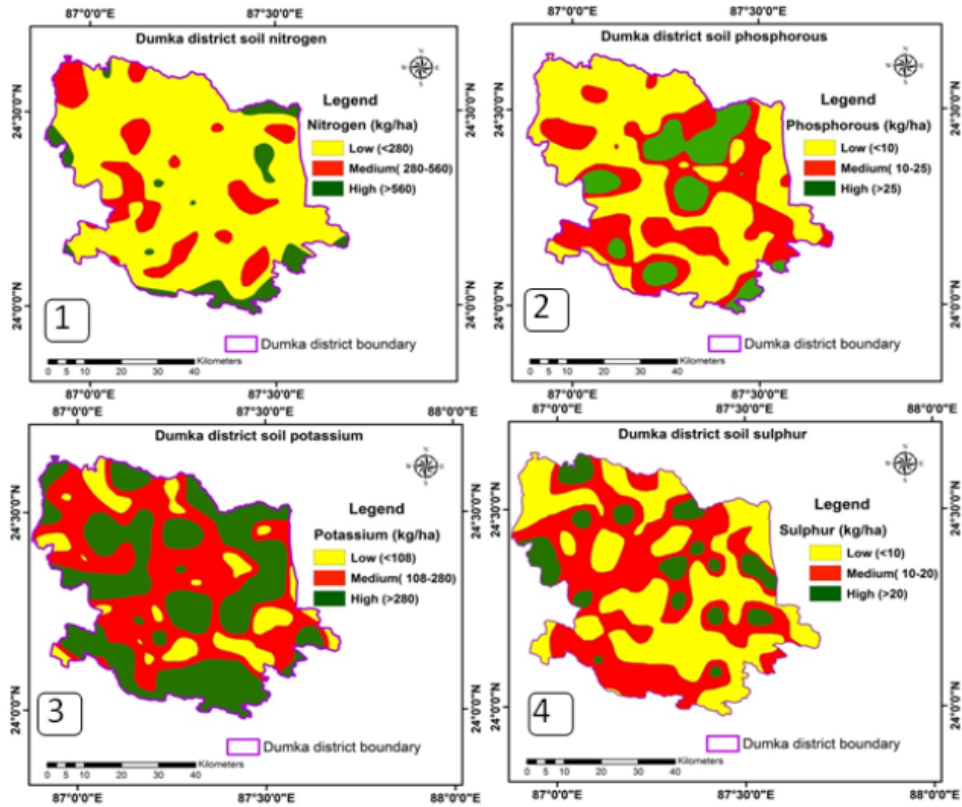 87°0'0"E 87°30'0"E
Dumka district soil nitrogen
N
W E
S
24°30'0"N
24°0'0"N
Legend
Nitrogen (kg/ha)
Low (<280)
Medium( 280-560)
High (>560)
1
Dumka district boundary
Kilometers
0 5 10 20 30 40
87°0'0"E 87°30'0"E
87°0'0"E 87°30'0"E
Dumka district soil phosphorous
N
W E
S
24°30'0"N
24°0'0"N
Legend
Phosphorous (kg/ha)
Low (<10)
Medium( 10-25)
High (>25)
2
Dumka district boundary
Kilometers
0 5 10 20 30 40
87°0'0"E 87°30'0"E
87°0'0"E 87°30'0"E 88°0'0"E
Dumka district soil potassium
N
W E
S
24°30'0"N
24°0'0"N
Legend
Potassium (kg/ha)
Low (<108)
Medium( 108-280)
High (>280)
3
Dumka district boundary
Kilometers
0 5 10 20 30 40
87°0'0"E 87°30'0"E 88°0'0"E
87°0'0"E 87°30'0"E 88°0'0"E
Dumka district soil sulphur
N
W E
S
24°30'0"N
24°0'0"N
Legend
Sulphur (kg/ha)
Low (<10)
Medium( 10-20)
High (>20)
4
Dumka district boundary
Kilometers
0 5 10 20 30 40
87°0'0"E 87°30'0"E 88°0'0"E